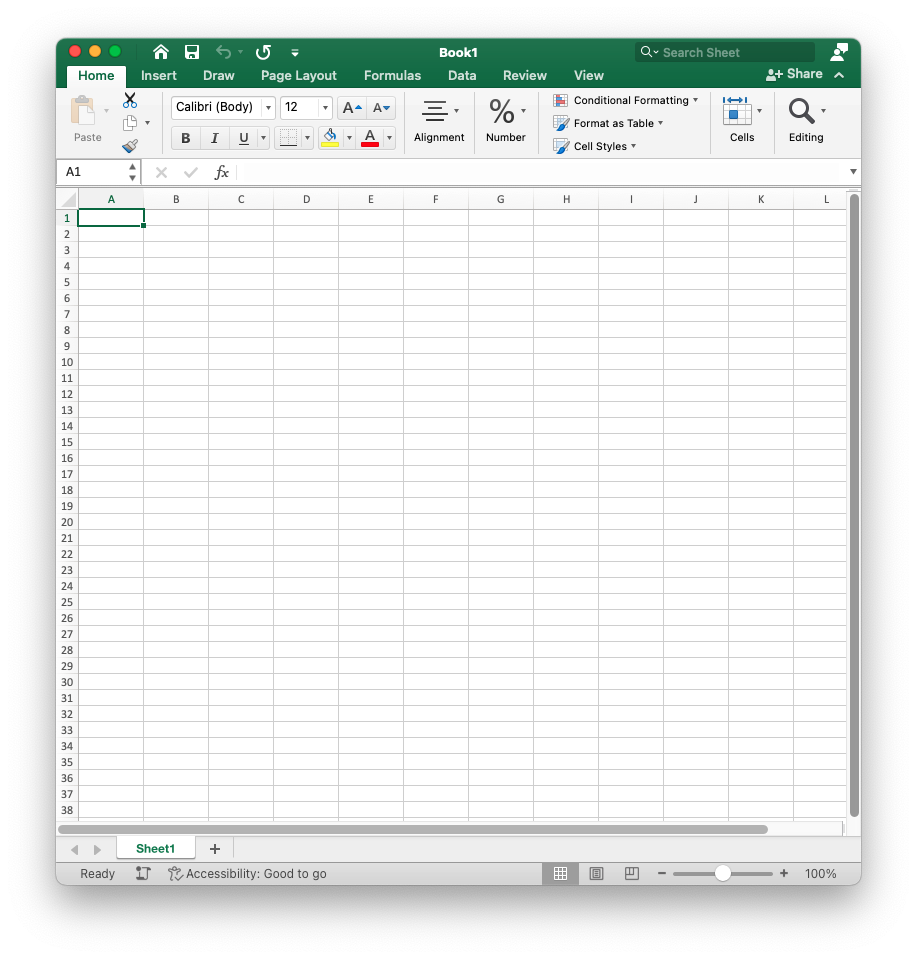 Book1
Search Sheet
Home Insert Draw Page Layout Formulas Data Review View Share
Paste
Calibri (Body) 12 A A
B I U A
Alignment
%
Number
Conditional Formatting
Format as Table
Cell Styles
Cells
Editing
A1 fx
A B C D E F G H I J K L
1
2
3
4
5
6
7
8
9
10
11
12
13
14
15
16
17
18
19
20
21
22
23
24
25
26
27
28
29
30
31
32
33
34
35
36
37
38
Sheet1 +
Ready Accessibility: Good to go − + 100%